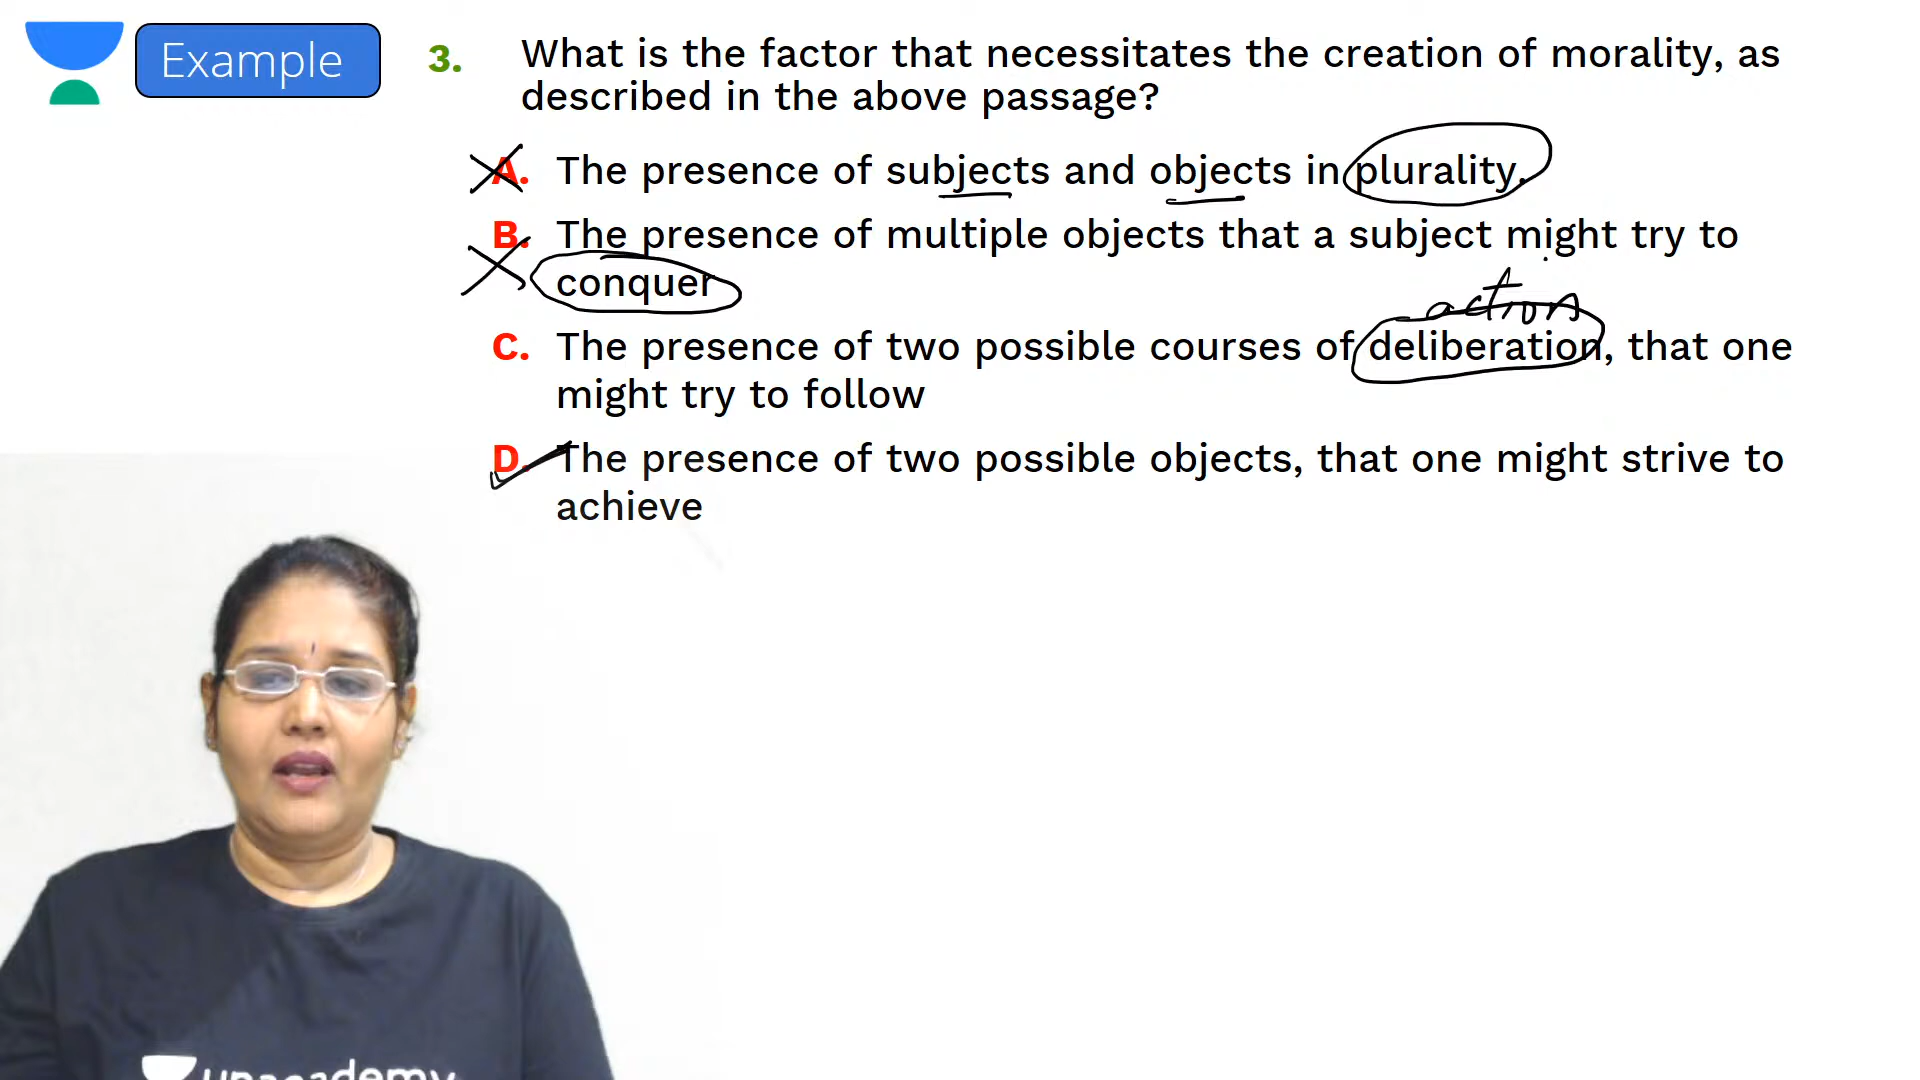 Example
3. What is the factor that necessitates the creation of morality, as
described in the above passage?
A. The presence of subjects and objects in plurality.
B. The presence of multiple objects that a subject might try to
conquer
action
C. The presence of two possible courses of deliberation, that one
might try to follow
D. The presence of two possible objects, that one might strive to
achieve
unacademy